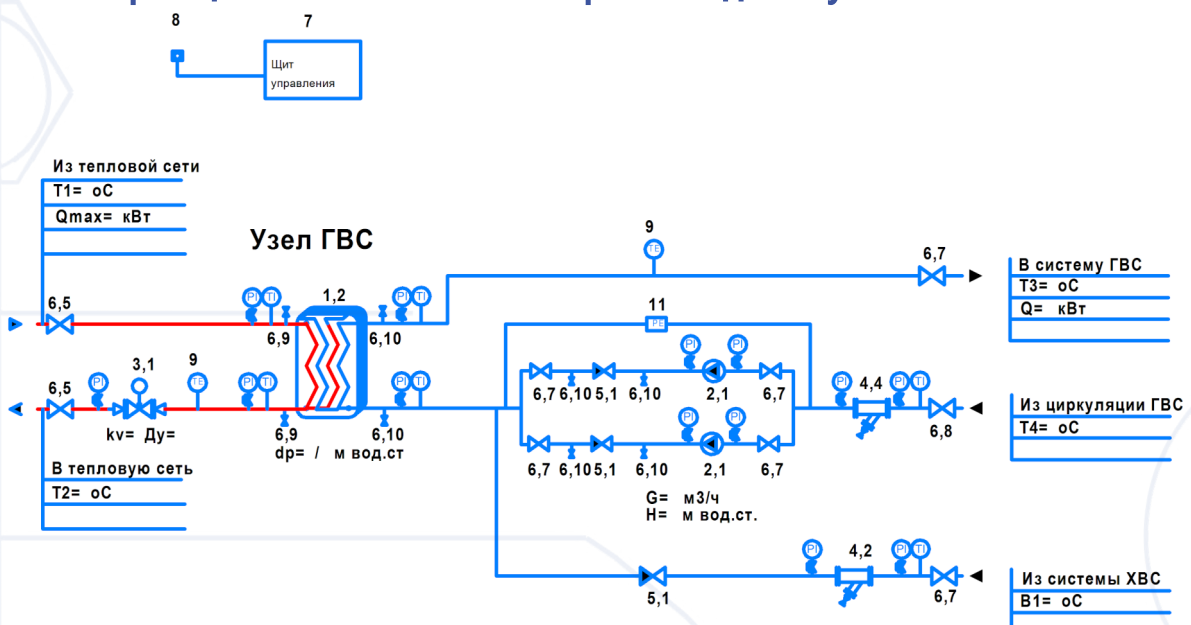 8
7
Щит
управления
Из тепловой сети
T1= оС
Qmax= кВт
Узел ГВС
9
TE
6,7
В систему ГВС
T3= оС
Q= кВт
6,5
PI
TI
1,2
PI
TI
6,9
6,10
11
PE
PI
PI
6,7
6,10
5,1
6,10
2,1
6,7
6,5
PI
3,1
9
TE
PI
TI
PI
TI
PI
4,4
PI
TI
6,8
Из циркуляции ГВС
T4= оС
kv= Ду=
6,9
6,10
dp= / м вод.ст
PI
PI
6,7
6,10
5,1
6,10
2,1
6,7
В тепловую сеть
T2= оС
G= м3/ч
H= м вод.ст.
5,1
PI
4,2
PI
TI
6,7
Из системы ХВС
B1= оС